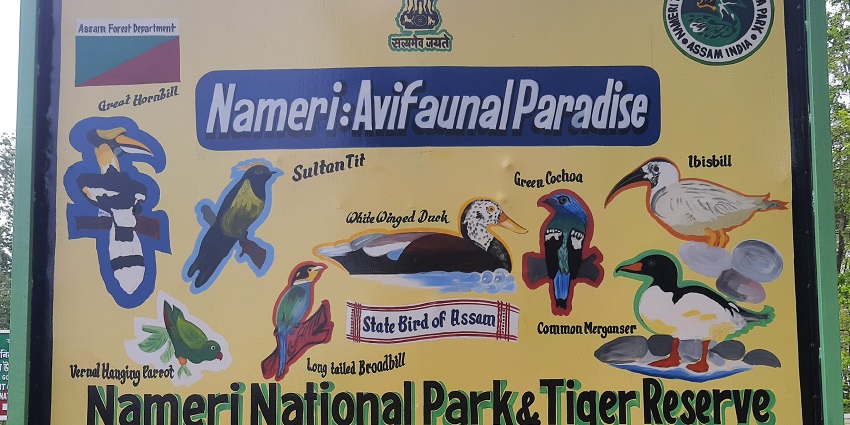 Assam Forest Department
सत्यमेव जयते
NAMERI
PARK
ASSAM INDIA
Great Hornbill
Nameri: Avifaunal Paradise
Sultan Tit
Green Cochoa
Ibisbill
White Winged Duck
State Bird of Assam
Common Merganser
Vernal Hanging Parrot
Long tailed Broadbill
Nameri National Park & Tiger Reserve